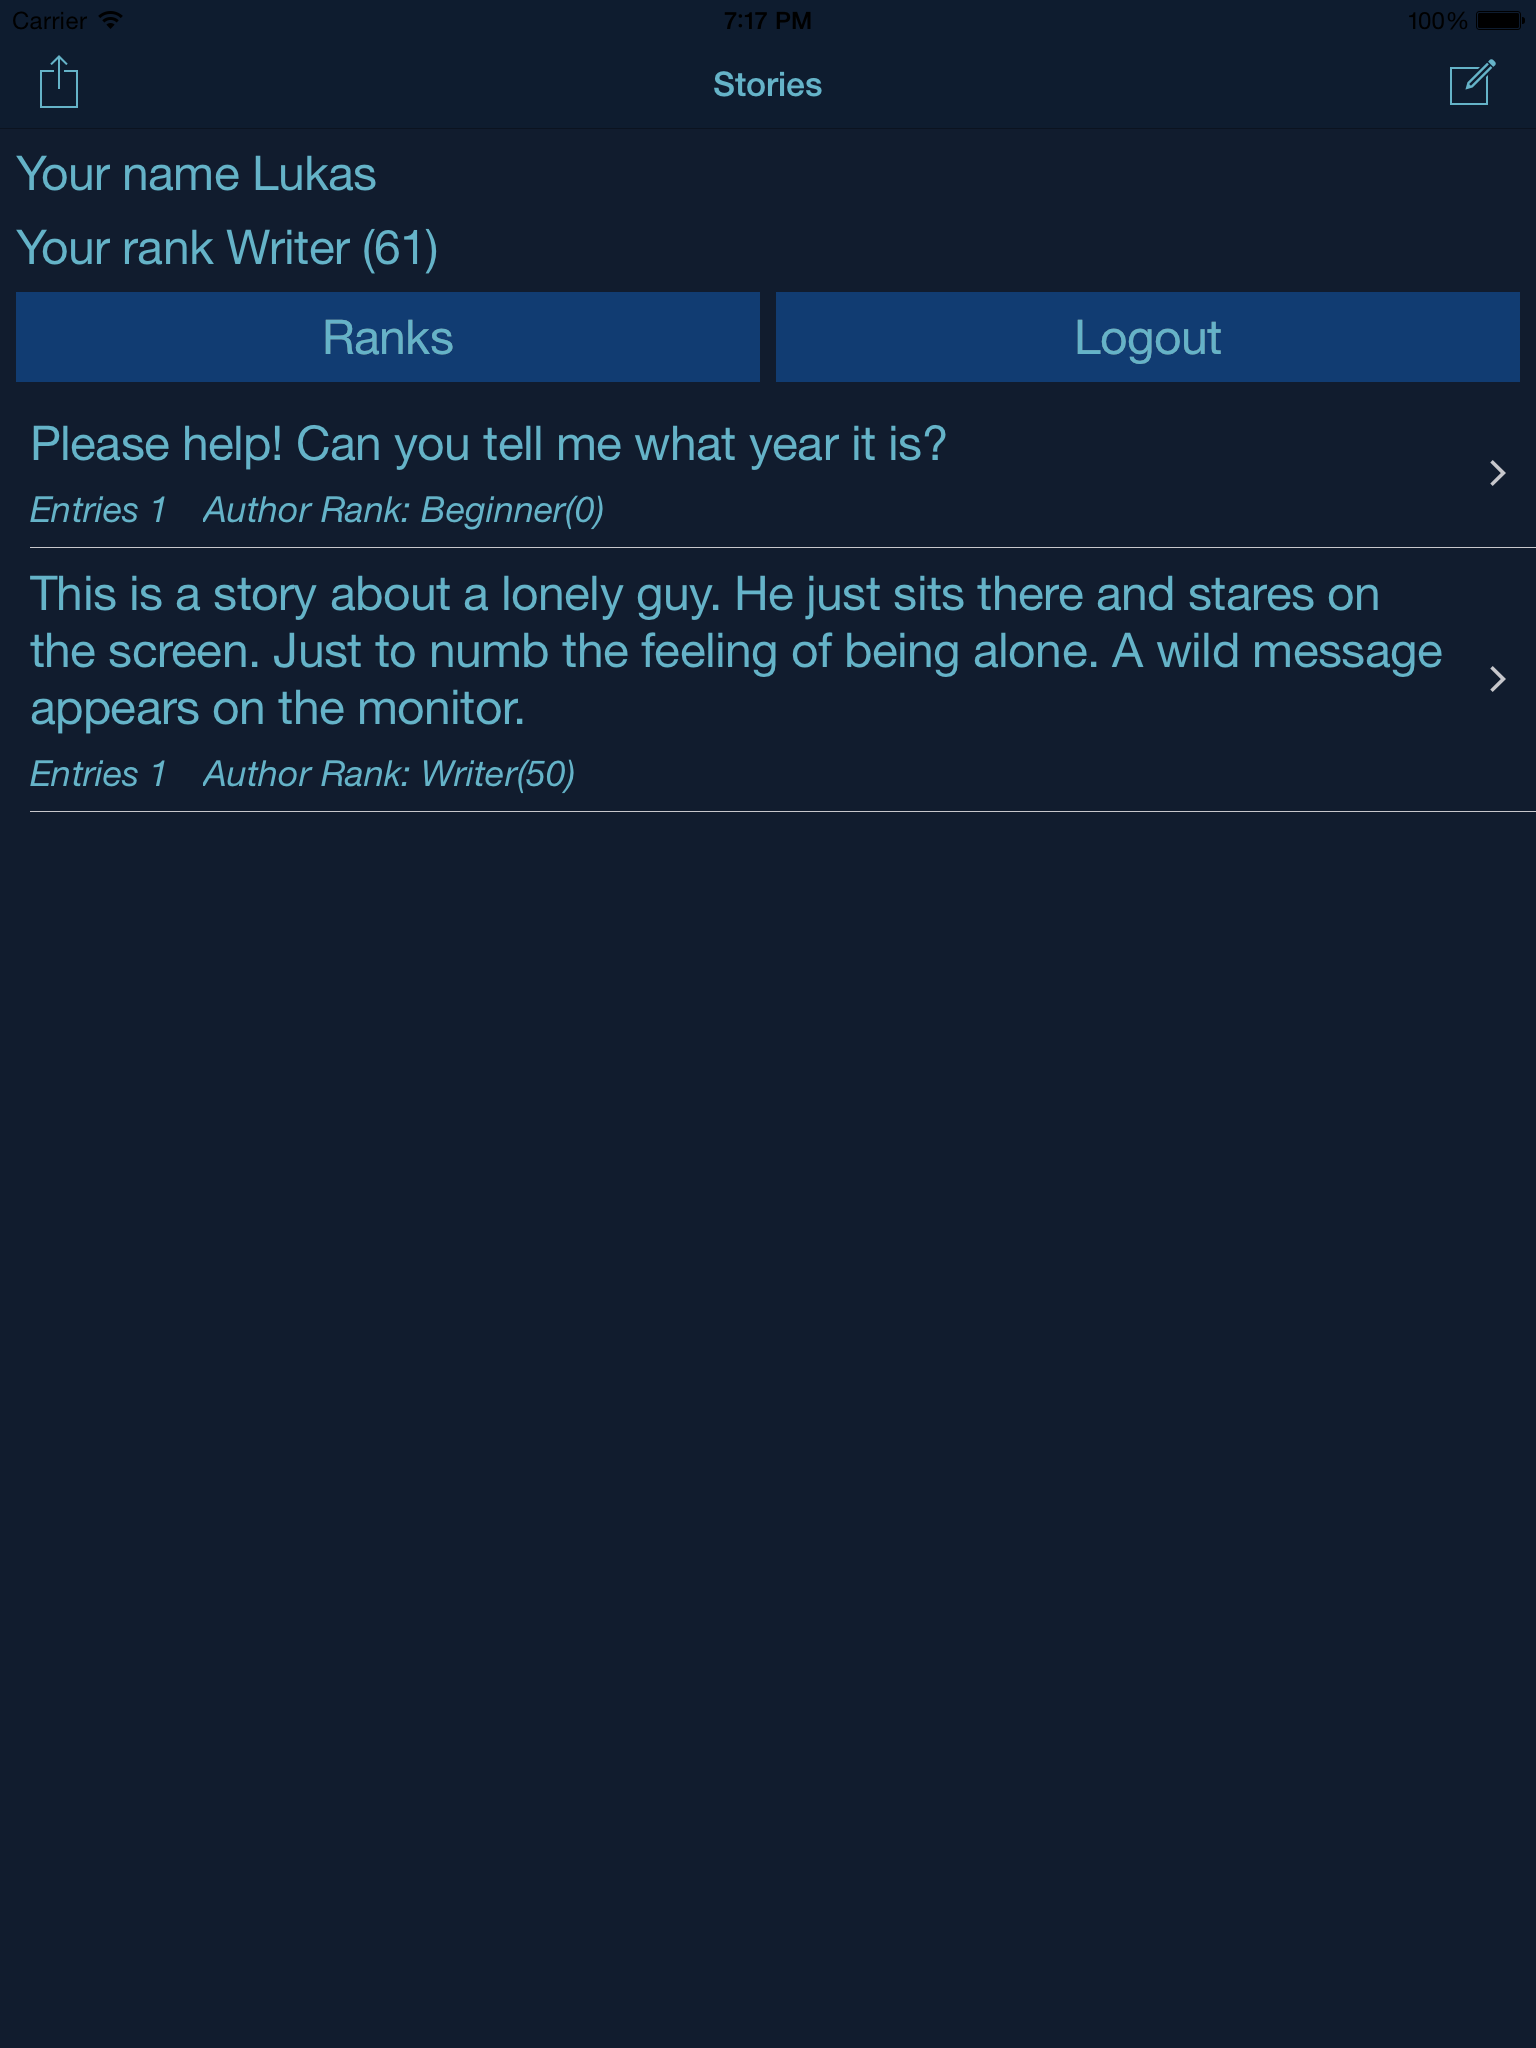 Carrier 7:17 PM 100%
Stories
Your name Lukas
Your rank Writer (61)
Ranks Logout
Please help! Can you tell me what year it is?
Entries 1 Author Rank: Beginner(0)
This is a story about a lonely guy. He just sits there and stares on
the screen. Just to numb the feeling of being alone. A wild message
appears on the monitor.
Entries 1 Author Rank: Writer(50)